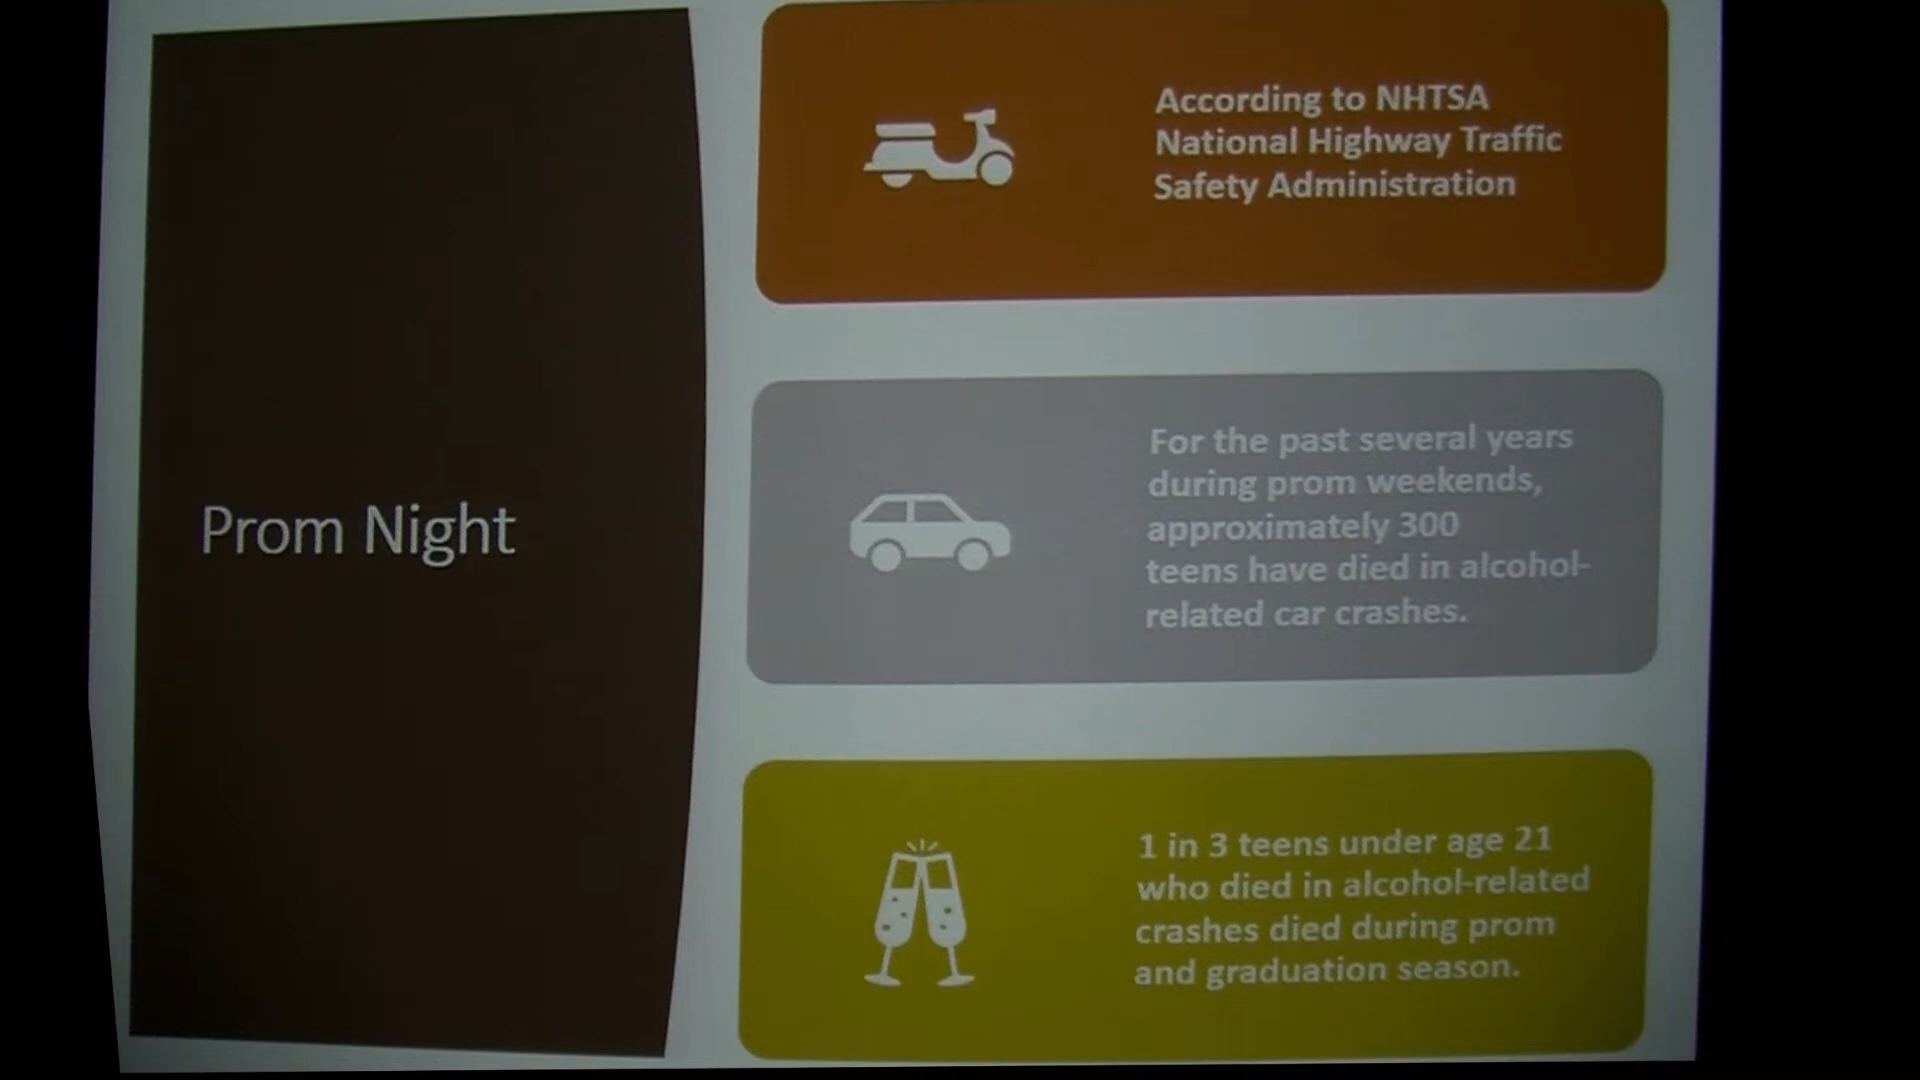 Prom Night
According to NHTSA
National Highway Traffic
Safety Administration
For the past several years
during prom weekends,
approximately 300
teens have died in alcohol-
related car crashes.
1 in 3 teens under age 21
who died in alcohol-related
crashes died during prom
and graduation season.